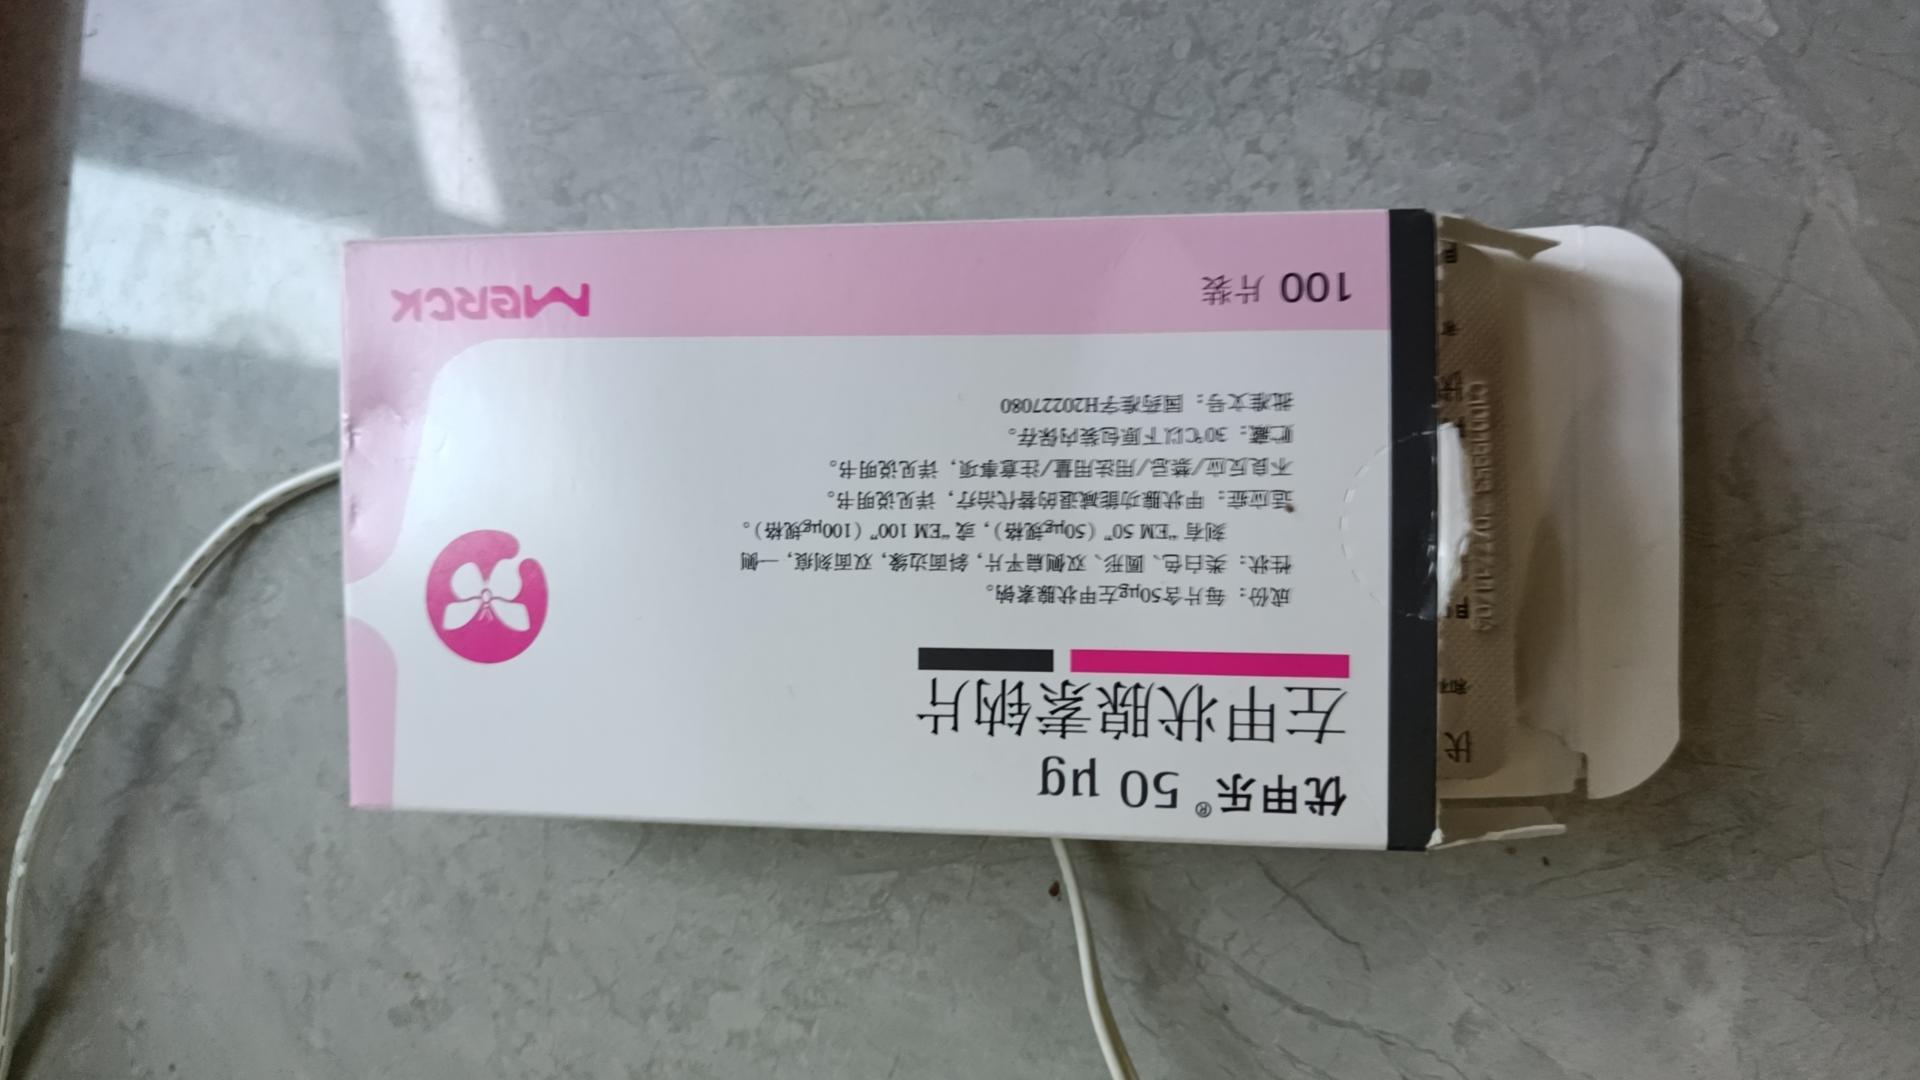 优甲乐® 50 µg
左甲状腺素钠片
成份：每片含50µg左甲状腺素钠。
性状：类白色、圆形、双侧扁平片，斜面边缘，双面刻痕，一侧
刻有“EM 50”（50µg规格），或“EM 100”（100µg规格）。
适应症：甲状腺功能减退的替代治疗，详见说明书。
不良反应/禁忌/用法用量/注意事项，详见说明书。
贮藏：30℃以下原包装内保存。
批准文号：国药准字H20227080
100 片装
MERCK